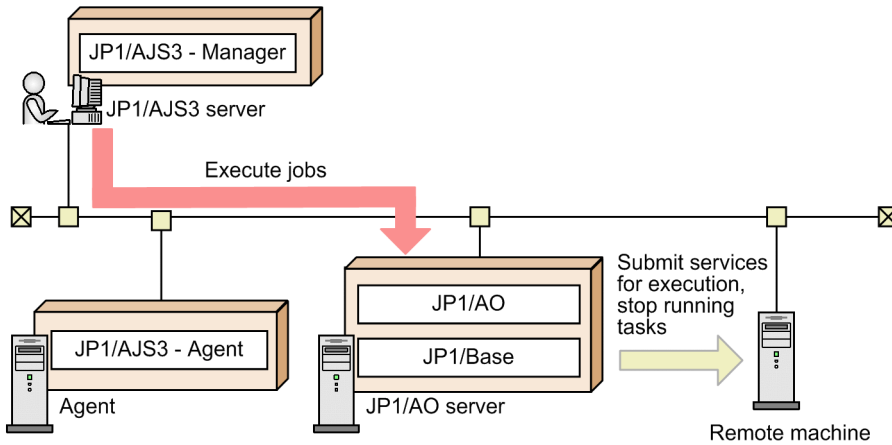 JP1/AJS3 - Manager
JP1/AJS3 server
Execute jobs
Submit services
for execution,
stop running
tasks
JP1/AO
JP1/AJS3 - Agent
JP1/Base
Agent
JP1/AO server
Remote machine